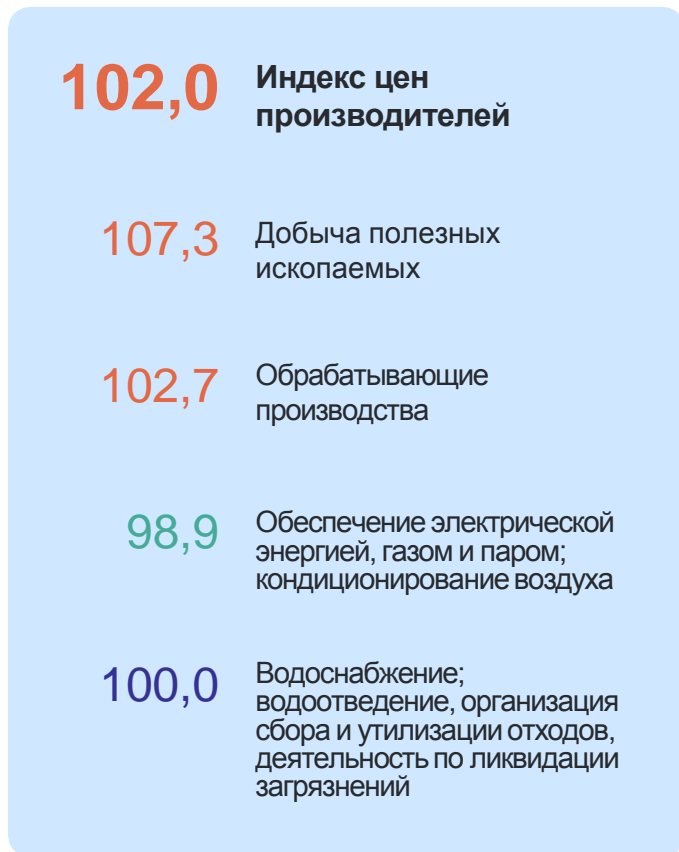 102,0
Индекс цен
производителей
107,3
Добыча полезных
ископаемых
102,7
Обрабатывающие
производства
98,9
Обеспечение электрической
энергией, газом и паром;
кондиционирование воздуха
100,0
Водоснабжение;
водоотведение, организация
сбора и утилизации отходов,
деятельность по ликвидации
загрязнений